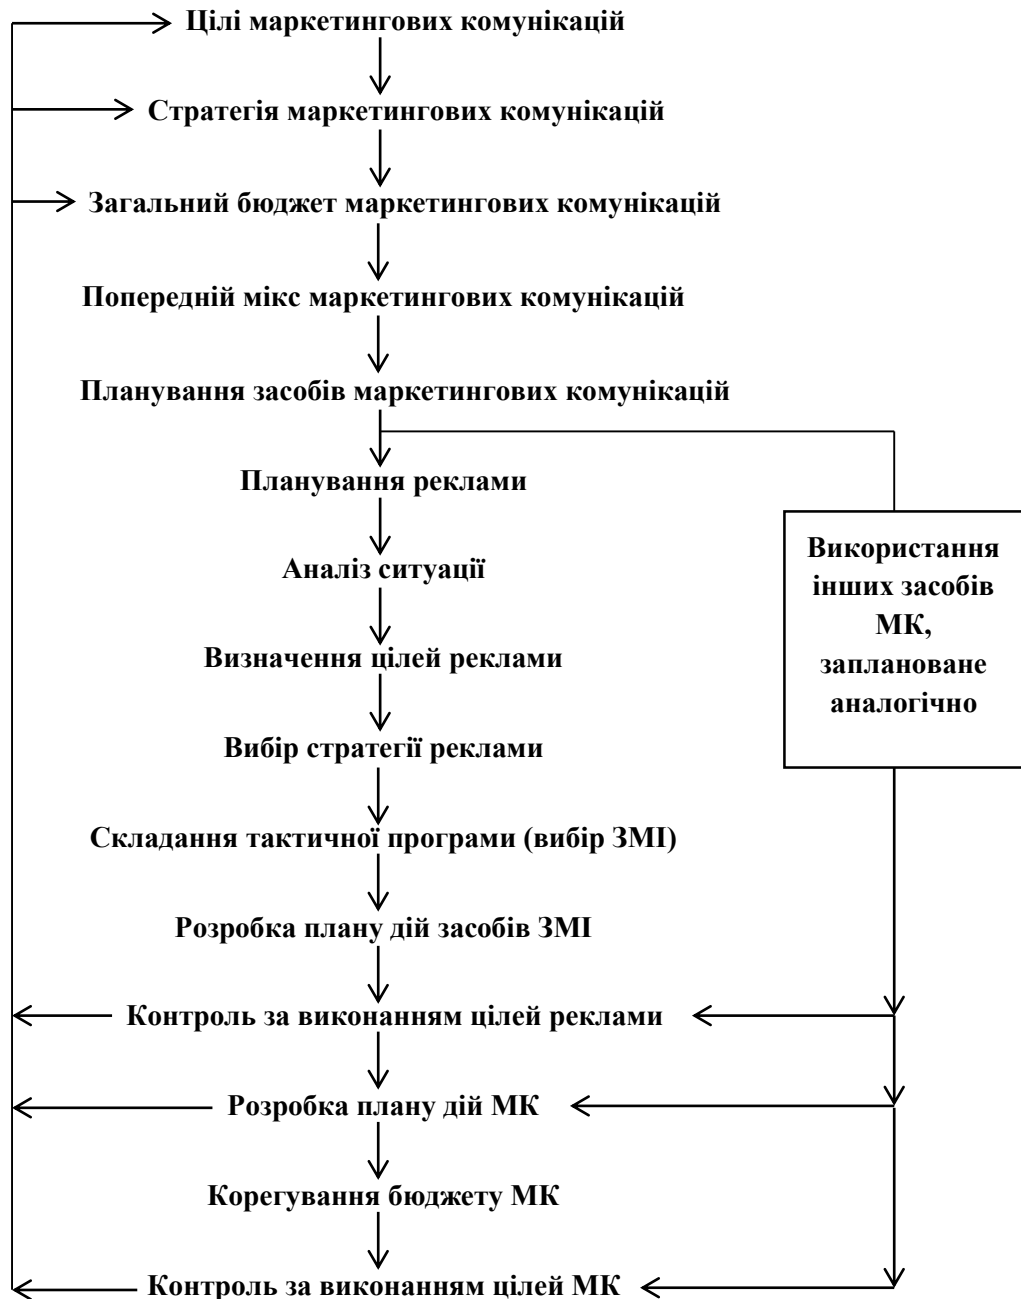 Цілі маркетингових комунікацій
Стратегія маркетингових комунікацій
Загальний бюджет маркетингових комунікацій
Попередній мікс маркетингових комунікацій
Планування засобів маркетингових комунікацій
Планування реклами
Аналіз ситуації
Визначення цілей реклами
Вибір стратегії реклами
Складання тактичної програми (вибір ЗМІ)
Розробка плану дій засобів ЗМІ
Контроль за виконанням цілей реклами
Розробка плану дій МК
Корегування бюджету МК
Контроль за виконанням цілей МК
Використання
інших засобів
МК,
заплановане
аналогічно